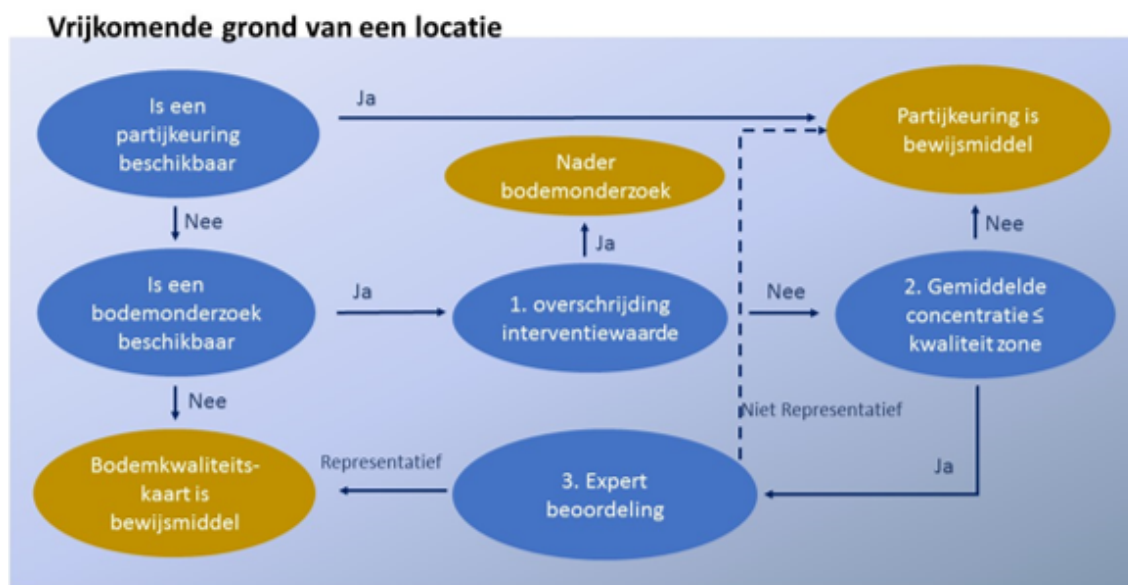 Vrijkomende grond van een locatie
Is een
partijkeuring
beschikbaar
Ja
Partijkeuring is
bewijsmiddel
Nader
bodemonderzoek
Nee
Ja
Nee
Is een
bodemonderzoek
beschikbaar
Ja
1. overschrijding
interventiewaarde
Nee
2. Gemiddelde
concentratie ≤
kwaliteit zone
Nee
Niet Representatief
Bodemkwaliteits-
kaart is
bewijsmiddel
Representatief
3. Expert
beoordeling
Ja